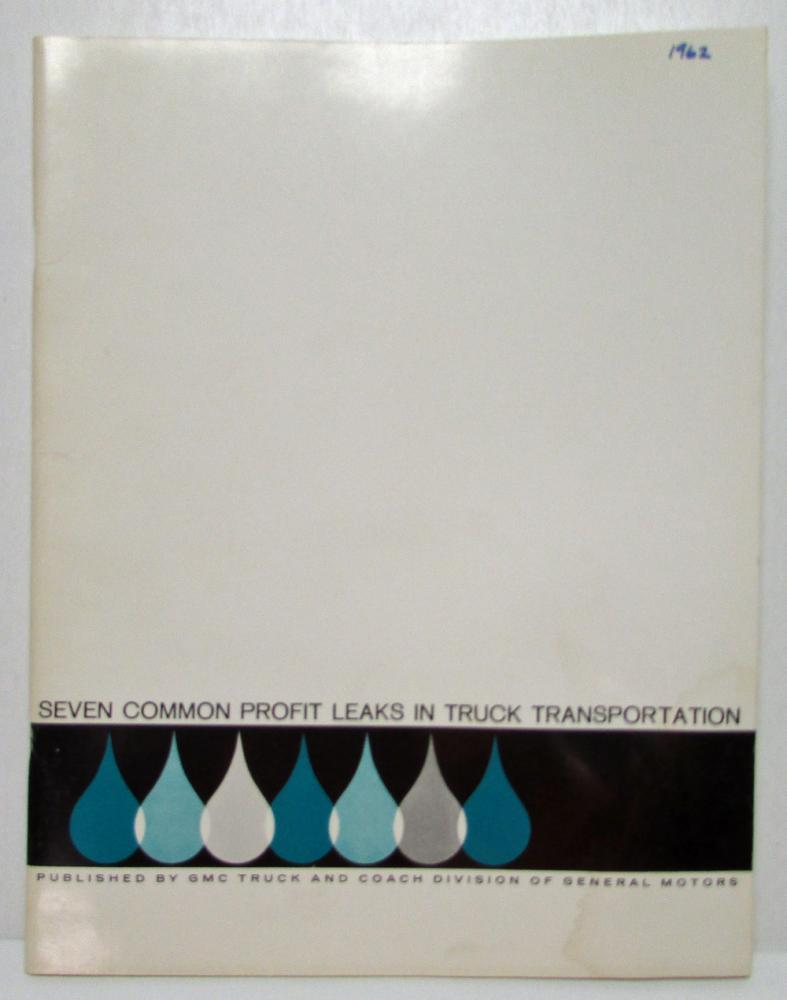 1962
SEVEN COMMON PROFIT LEAKS IN TRUCK TRANSPORTATION
PUBLISHED BY GMC TRUCK AND COACH DIVISION OF GENERAL MOTORS